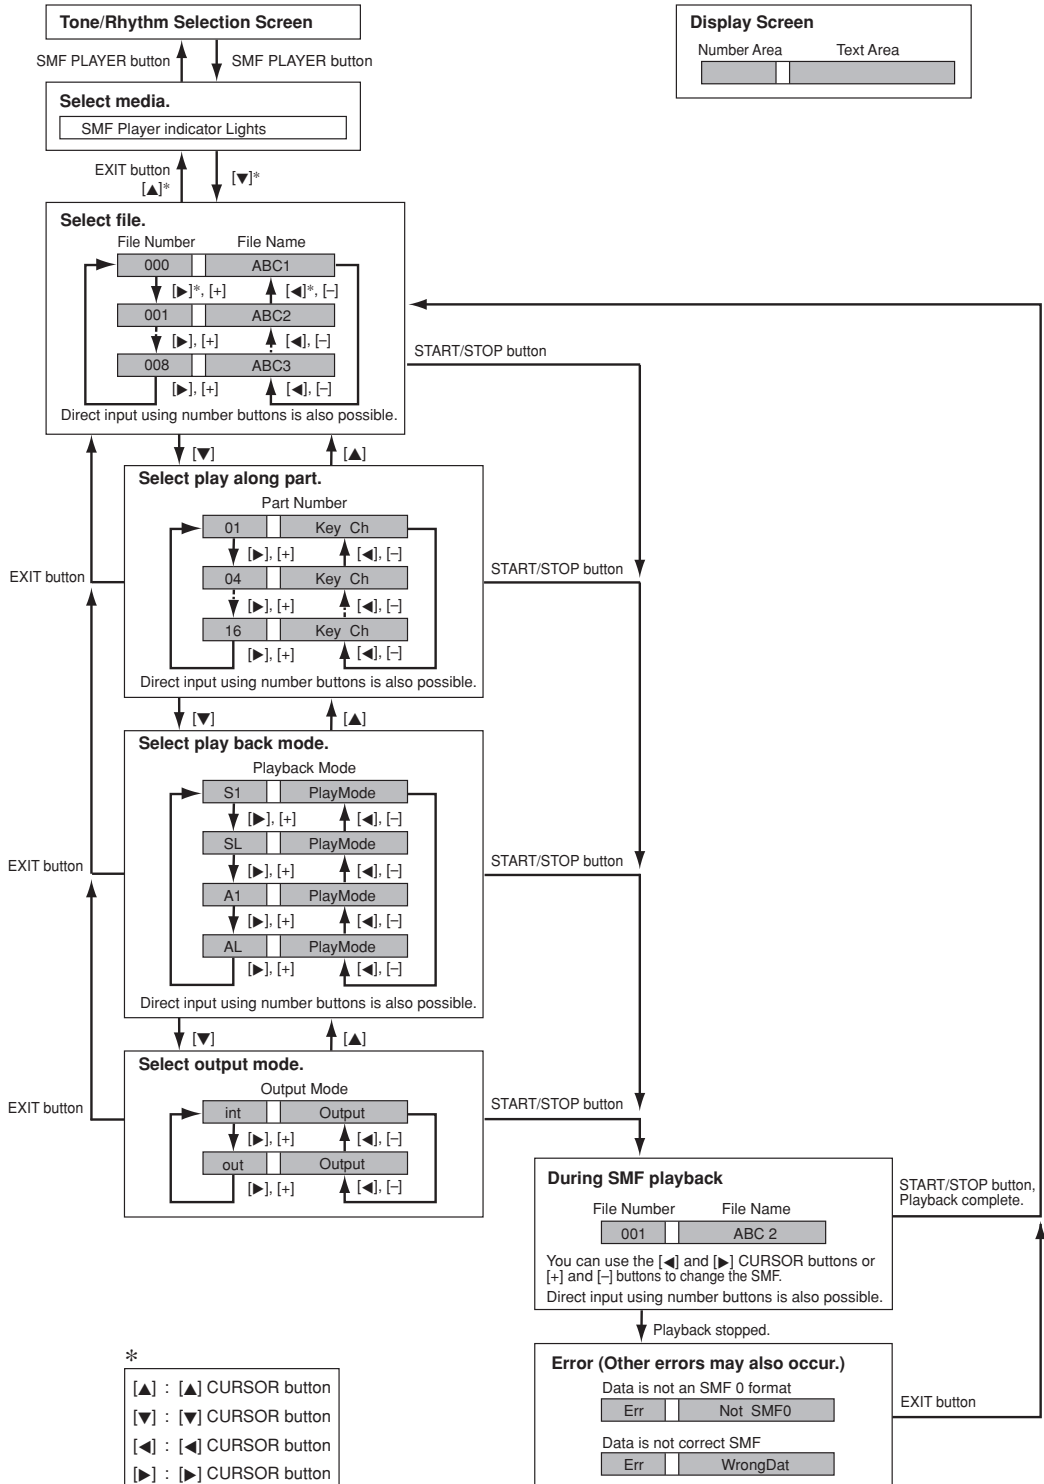 Tone/Rhythm Selection Screen
SMF PLAYER button
SMF PLAYER button
Display Screen
Number Area
Text Area
Select media.
SMF Player indicator Lights
EXIT button
[▲]*
[▼]*
Select file.
File Number
File Name
000
ABC1
[▶]*, [+]
[◀]*, [–]
001
ABC2
[▶], [+]
[◀], [–]
008
ABC3
[▶], [+]
[◀], [–]
Direct input using number buttons is also possible.
START/STOP button
[▼]
[▲]
Select play along part.
Part Number
01
Key Ch
[▶], [+]
[◀], [–]
04
Key Ch
[▶], [+]
[◀], [–]
16
Key Ch
[▶], [+]
[◀], [–]
Direct input using number buttons is also possible.
EXIT button
START/STOP button
[▼]
[▲]
Select play back mode.
Playback Mode
S1
PlayMode
[▶], [+]
[◀], [–]
SL
PlayMode
[▶], [+]
[◀], [–]
A1
PlayMode
[▶], [+]
[◀], [–]
AL
PlayMode
[▶], [+]
[◀], [–]
Direct input using number buttons is also possible.
EXIT button
START/STOP button
[▼]
[▲]
Select output mode.
Output Mode
int
Output
[▶], [+]
[◀], [–]
out
Output
[▶], [+]
[◀], [–]
EXIT button
START/STOP button
During SMF playback
File Number
File Name
001
ABC 2
You can use the [◀] and [▶] CURSOR buttons or
[+] and [–] buttons to change the SMF.
Direct input using number buttons is also possible.
START/STOP button,
Playback complete.
Playback stopped.
Error (Other errors may also occur.)
Data is not an SMF 0 format
Err
Not SMF0
Data is not correct SMF
Err
WrongDat
EXIT button
*
[▲] : [▲] CURSOR button
[▼] : [▼] CURSOR button
[◀] : [◀] CURSOR button
[▶] : [▶] CURSOR button